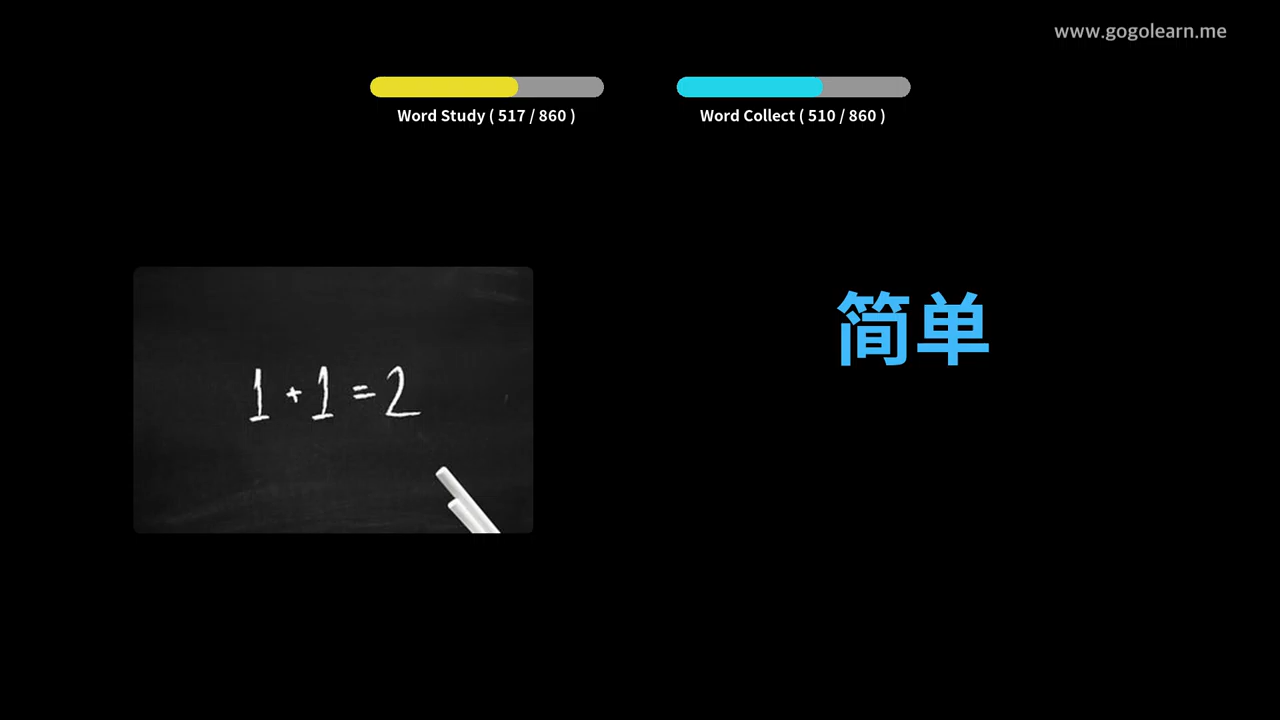 www.gogolearn.me
Word Study ( 517 / 860 )
Word Collect ( 510 / 860 )
1 + 1 = 2
简单